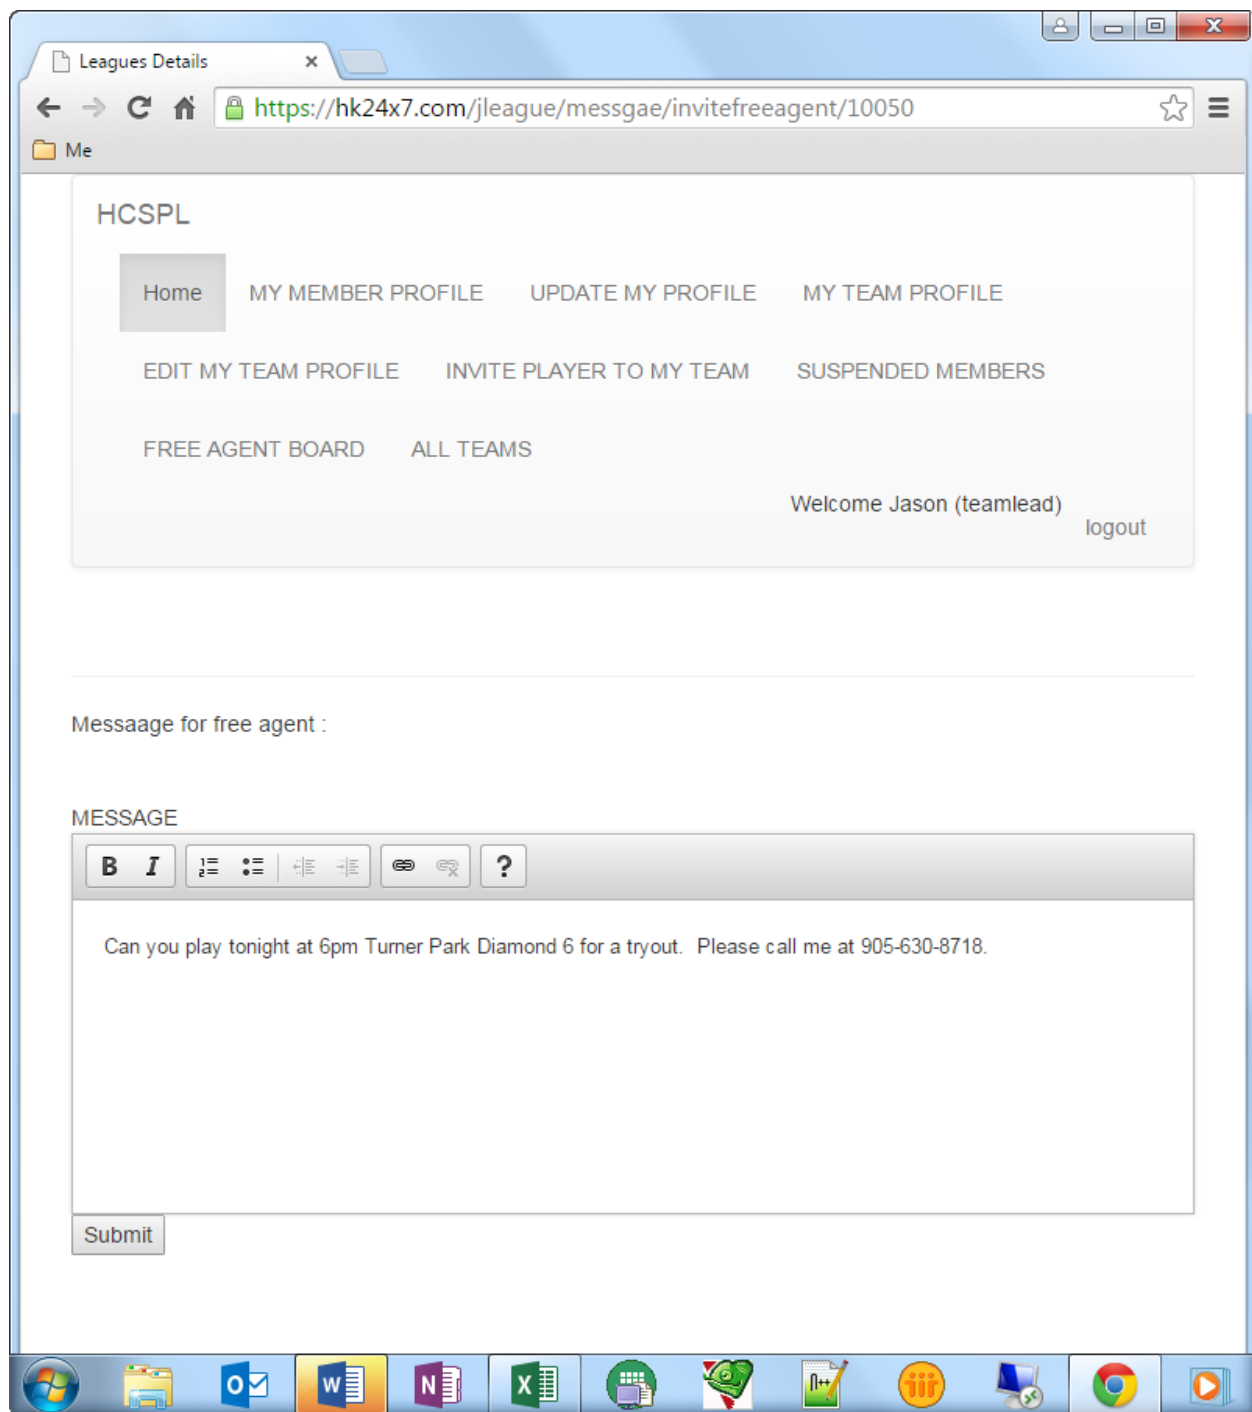 Leagues Details
https://hk24x7.com/jleague/messgae/invitefreeagent/10050
Me
HCSPL
Home MY MEMBER PROFILE UPDATE MY PROFILE MY TEAM PROFILE
EDIT MY TEAM PROFILE INVITE PLAYER TO MY TEAM SUSPENDED MEMBERS
FREE AGENT BOARD ALL TEAMS
Welcome Jason (teamlead)
logout
Messaage for free agent :
MESSAGE
B I ?
Can you play tonight at 6pm Turner Park Diamond 6 for a tryout.  Please call me at 905-630-8718.
Submit